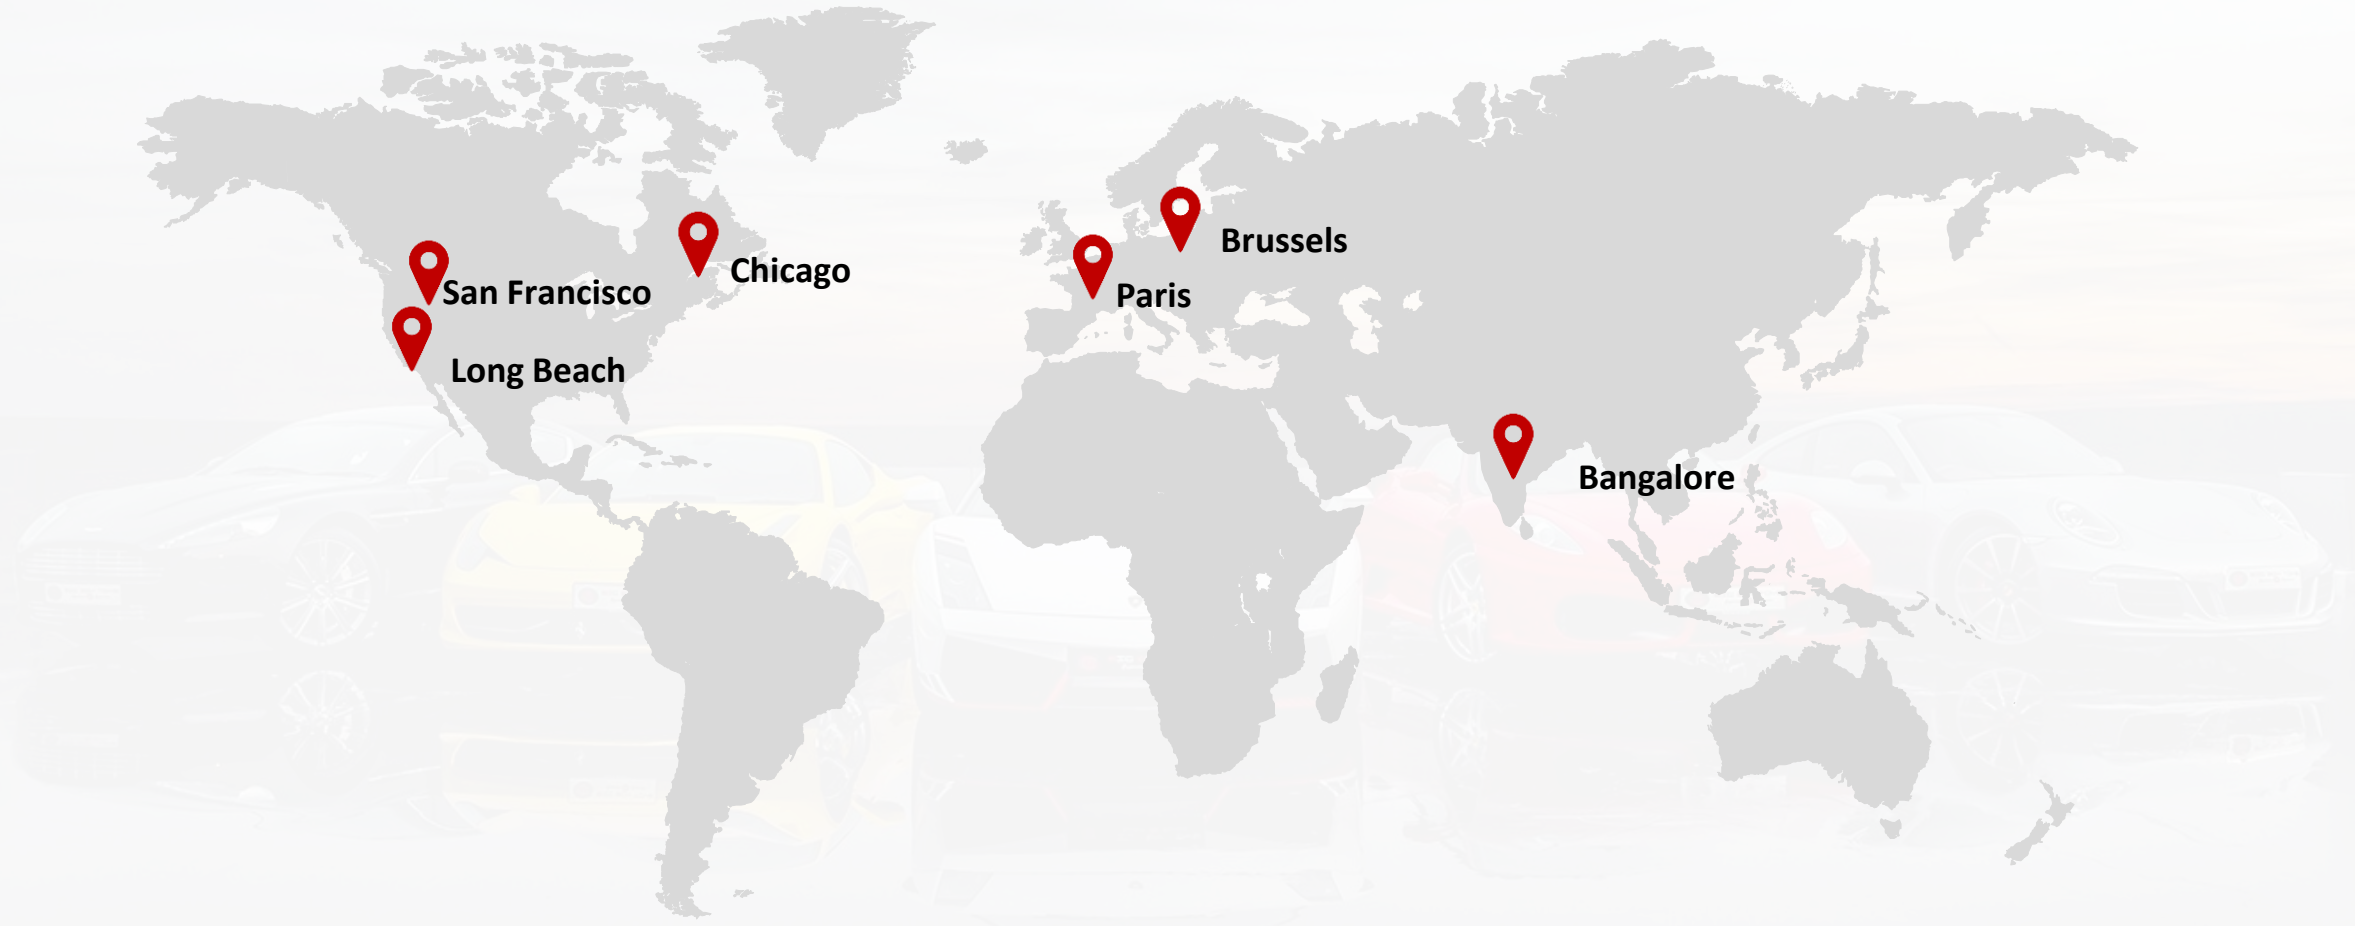 Brussels
Chicago
San Francisco
Paris
Long Beach
Bangalore